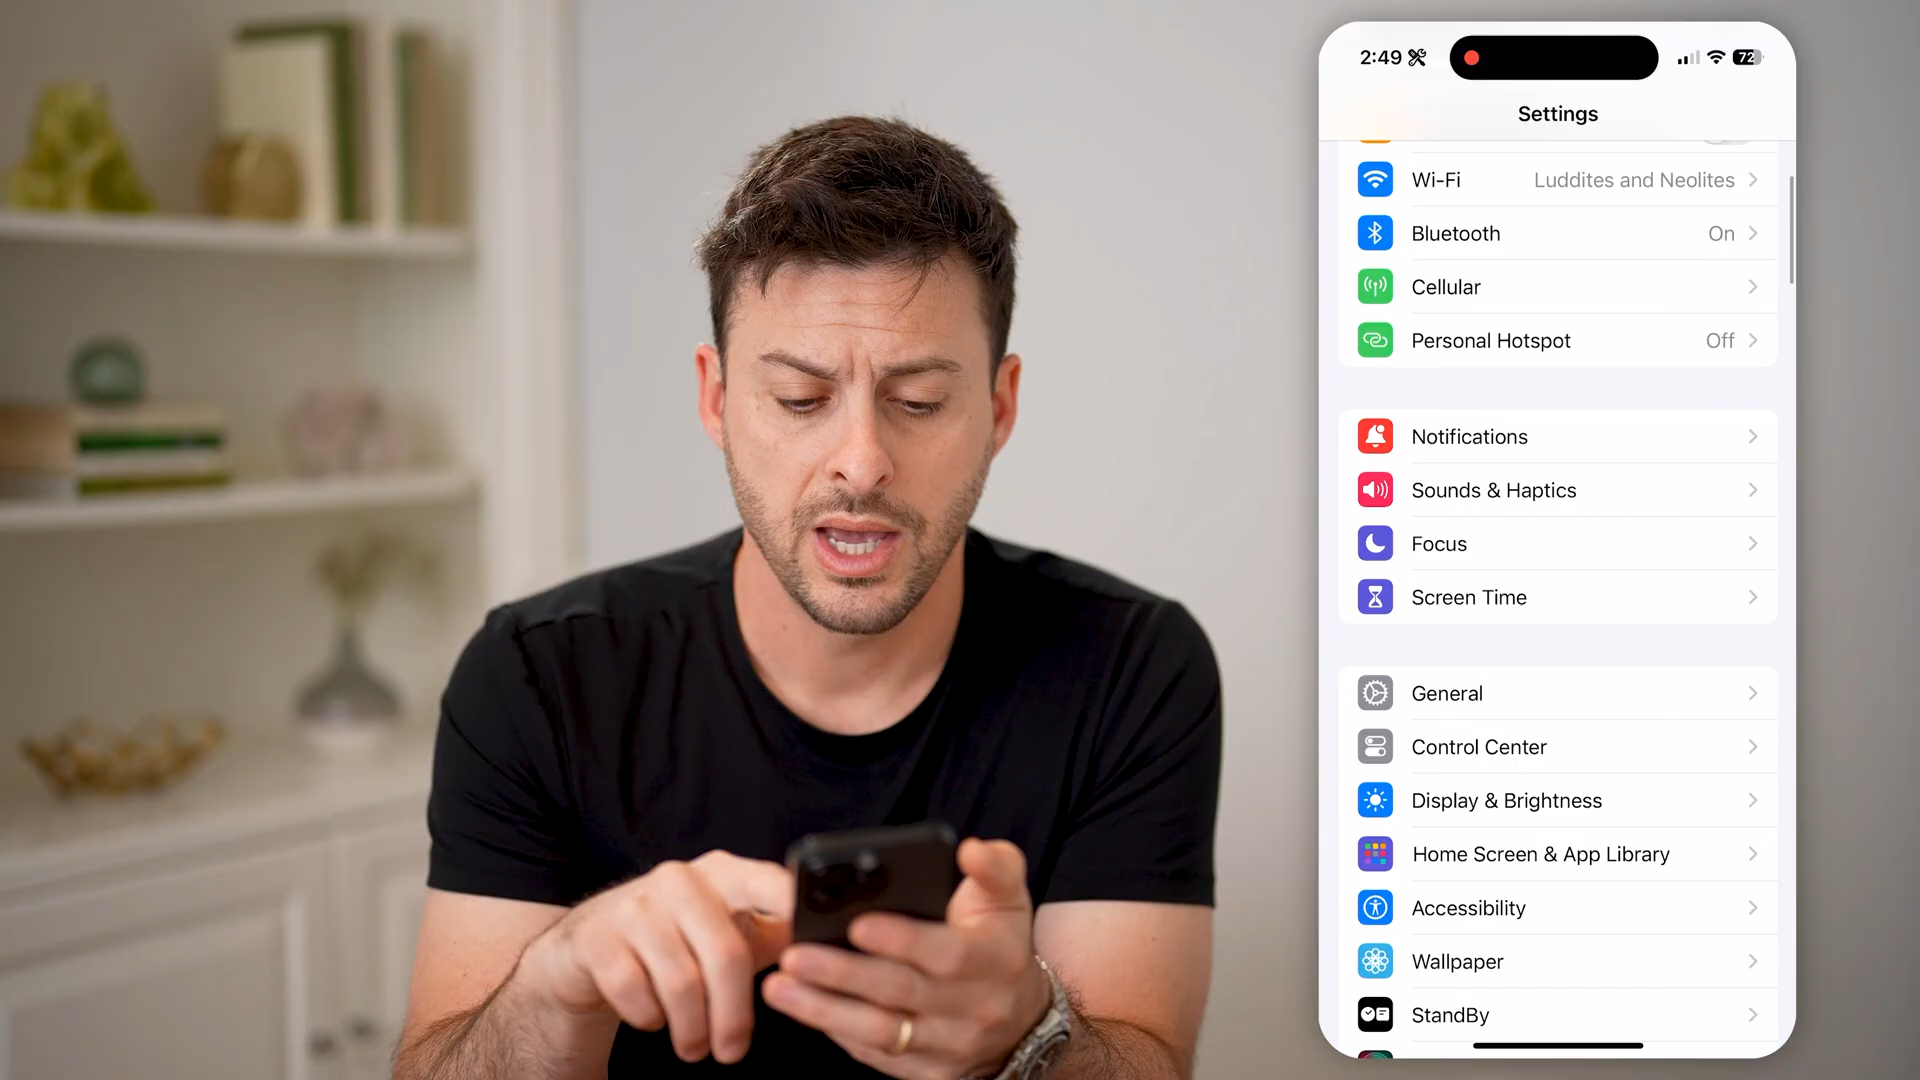 2:49
72
Settings
Wi-Fi Luddites and Neolites
Bluetooth On
Cellular
Personal Hotspot Off
Notifications
Sounds & Haptics
Focus
Screen Time
General
Control Center
Display & Brightness
Home Screen & App Library
Accessibility
Wallpaper
StandBy